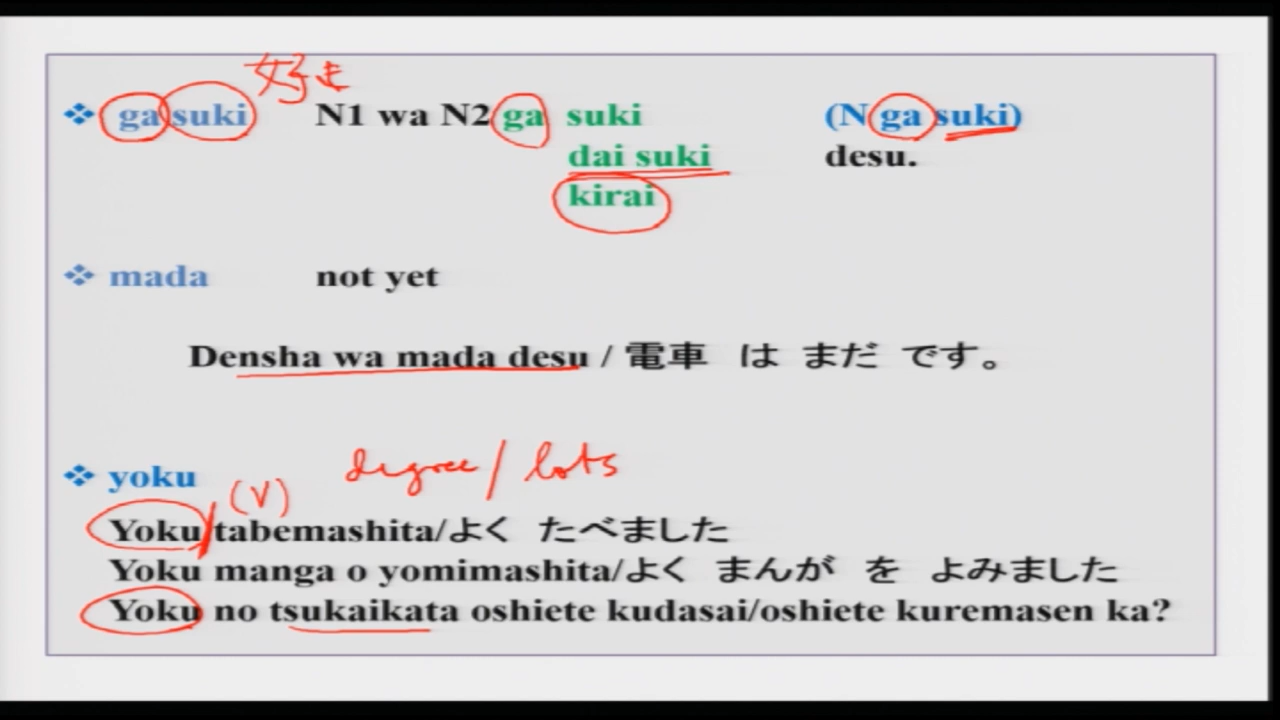 好き
❖ ga suki N1 wa N2 ga suki (N ga suki)
dai suki desu.
kirai
❖ mada not yet
Densha wa mada desu / 電車 は まだ です。
❖ yoku degree / lots
(V)
Yoku/tabemashita/よく たべました
Yoku manga o yomimashita/よく まんが を よみました
Yoku no tsukaikata oshiete kudasai/oshiete kuremasen ka?